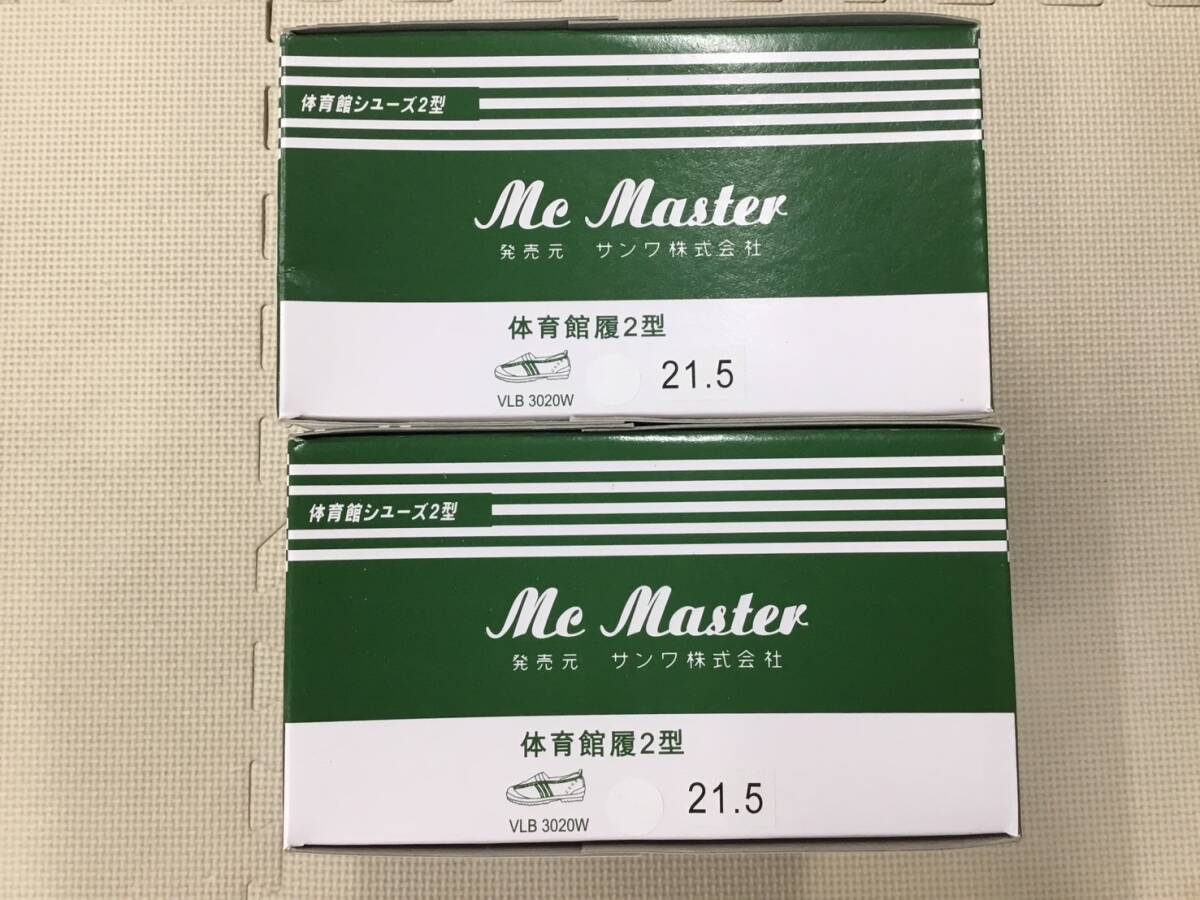 体育館シユーズ2型
Mc Master
発売元 サンワ株式会社
体育館履2型
21.5
VLB 3020W
体育館シユーズ2型
Mc Master
発売元 サンワ株式会社
体育館履2型
21.5
VLB 3020W